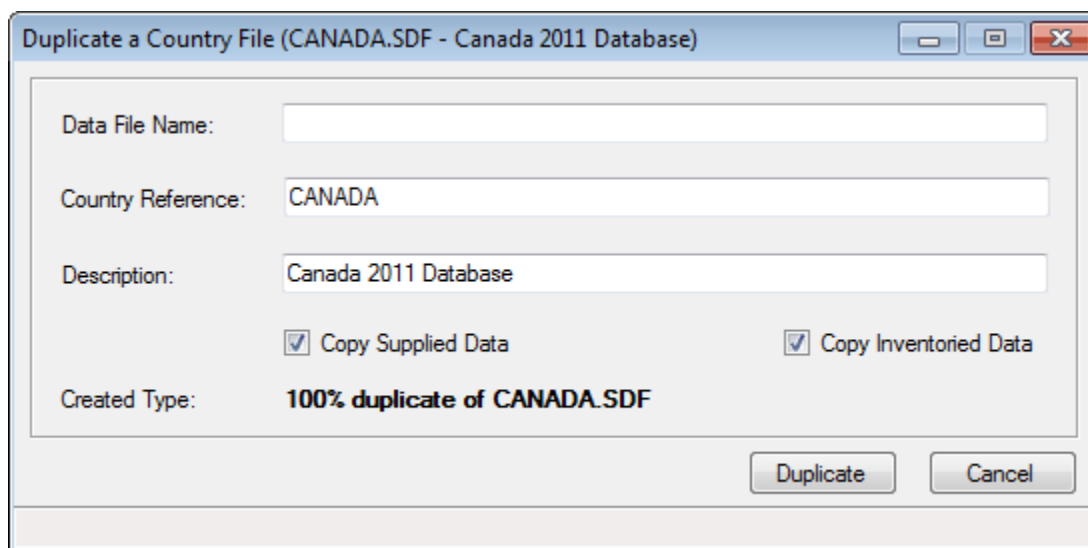 Duplicate a Country File (CANADA.SDF - Canada 2011 Database)
Data File Name:
Country Reference: CANADA
Description: Canada 2011 Database
Copy Supplied Data Copy Inventoried Data
Created Type: 100% duplicate of CANADA.SDF
Duplicate Cancel